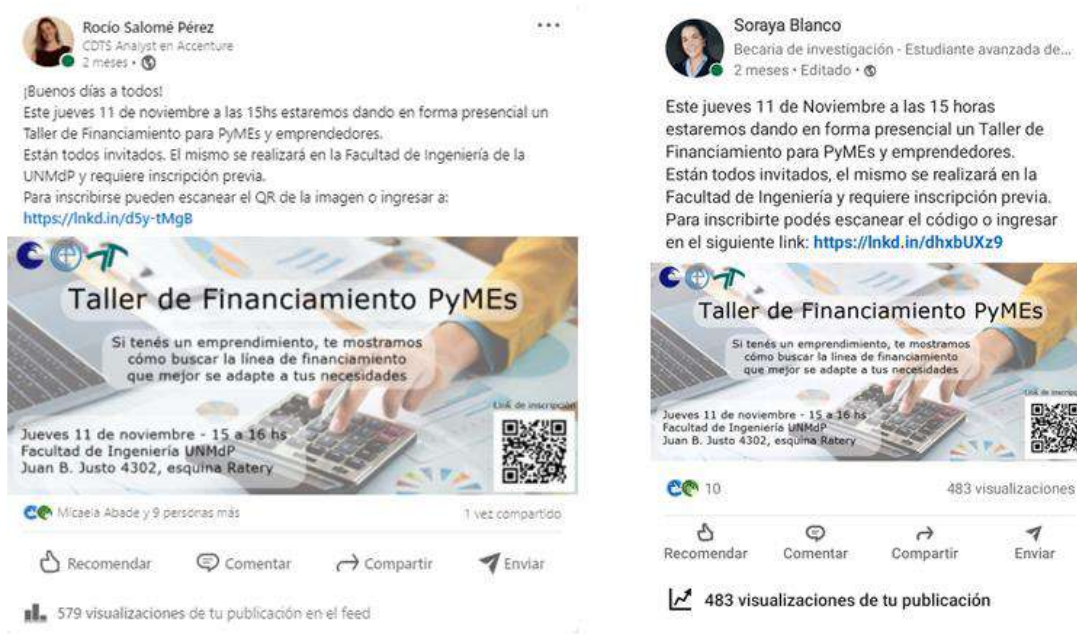 Rocío Salomé Pérez
CDTS Analyst en Accenture
2 meses •
¡Buenos días a todos!
Este jueves 11 de noviembre a las 15hs estaremos dando en forma presencial un
Taller de Financiamiento para PyMEs y emprendedores.
Están todos invitados. El mismo se realizará en la Facultad de Ingeniería de la
UNMdP y requiere inscripción previa.
Para inscribirse pueden escanear el QR de la imagen o ingresar a:
https://lnkd.in/d5y-tMgB
Taller de Financiamiento PyMEs
Si tenés un emprendimiento, te mostramos
cómo buscar la línea de financiamiento
que mejor se adapte a tus necesidades
Link de inscripción
Jueves 11 de noviembre - 15 a 16 hs
Facultad de Ingeniería UNMdP
Juan B. Justo 4302, esquina Ratery
Micaela Abade y 9 personas más
1 vez compartido
Recomendar
Comentar
Compartir
Enviar
579 visualizaciones de tu publicación en el feed
Soraya Blanco
Becaria de investigación - Estudiante avanzada de...
2 meses • Editado •
Este jueves 11 de Noviembre a las 15 horas
estaremos dando en forma presencial un Taller de
Financiamiento para PyMEs y emprendedores.
Están todos invitados, el mismo se realizará en la
Facultad de Ingeniería y requiere inscripción previa.
Para inscribirte podés escanear el código o ingresar
en el siguiente link: https://lnkd.in/dhxbUXz9
Taller de Financiamiento PyMEs
Si tenés un emprendimiento, te mostramos
cómo buscar la línea de financiamiento
que mejor se adapte a tus necesidades
Link de
Jueves 11 de noviembre - 15 a 16 hs
Facultad de Ingeniería UNMdP
Juan B. Justo 4302, esquina Ratery
10
483 visualizaciones
Recomendar
Comentar
Compartir
Enviar
483 visualizaciones de tu publicación